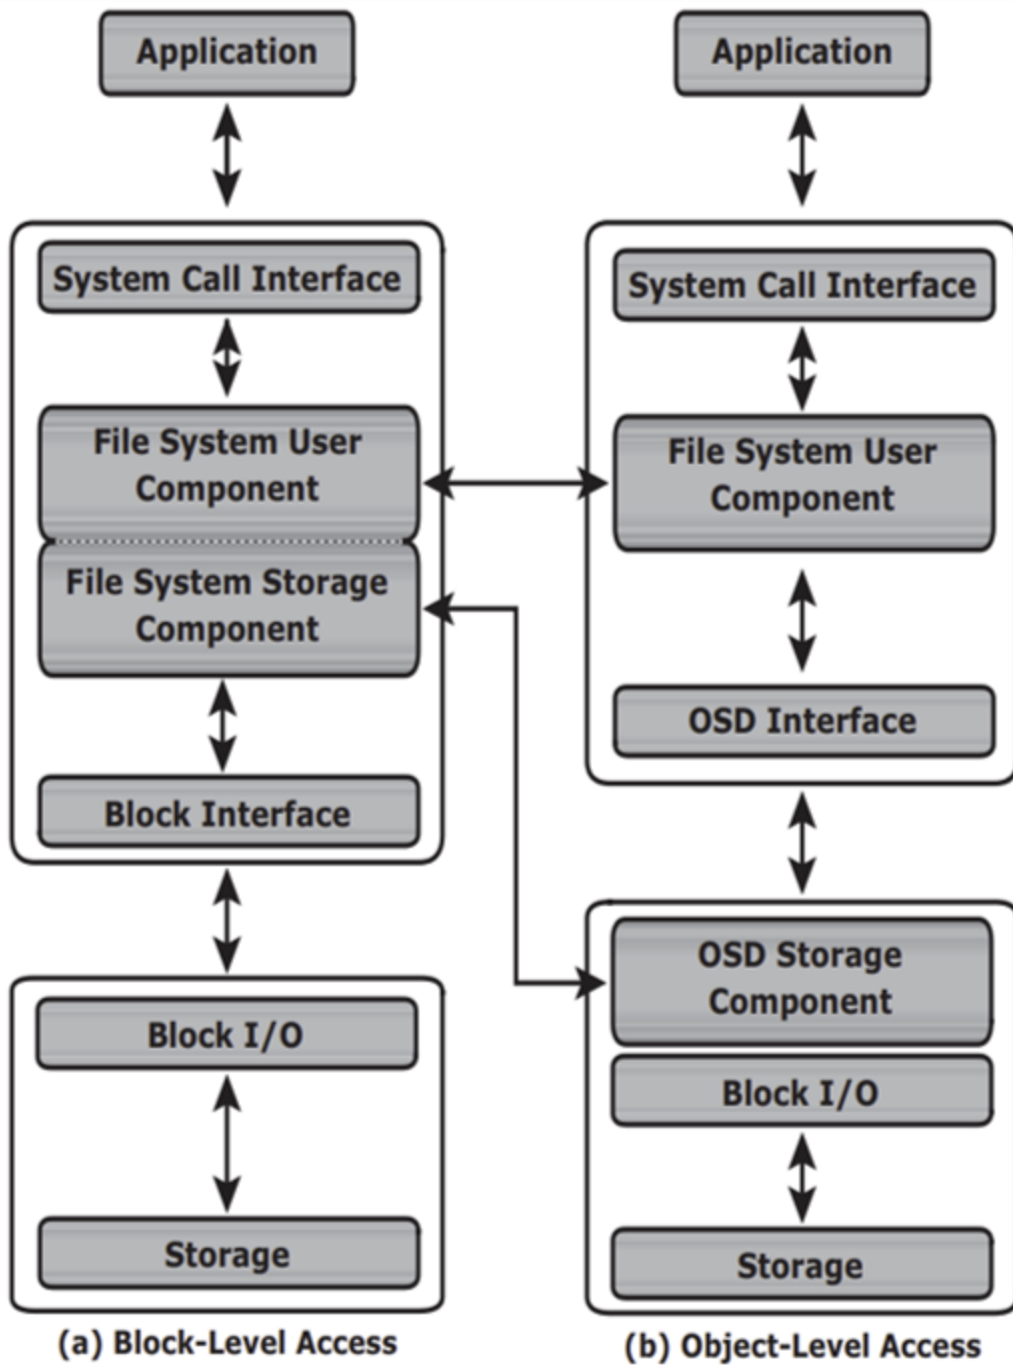 Application
System Call Interface
File System User
Component
File System Storage
Component
Block Interface
Block I/O
Storage
(a) Block-Level Access
Application
System Call Interface
File System User
Component
OSD Interface
OSD Storage
Component
Block I/O
Storage
(b) Object-Level Access